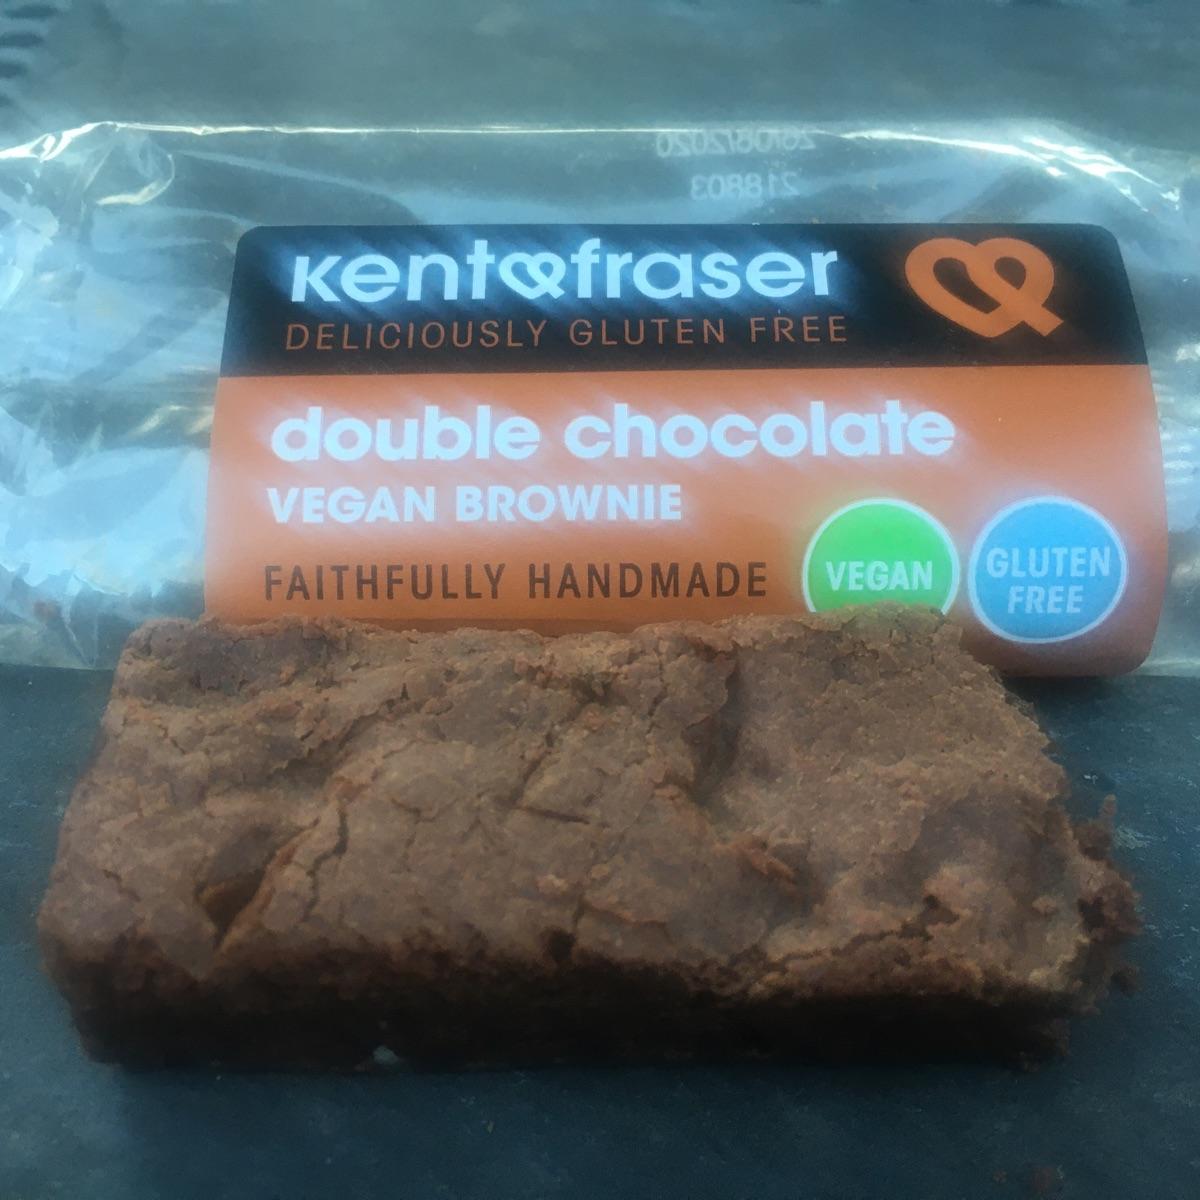 26/08/2020
218803
kent&fraser
DELICIOUSLY GLUTEN FREE
double chocolate
VEGAN BROWNIE
FAITHFULLY HANDMADE
VEGAN
GLUTEN
FREE